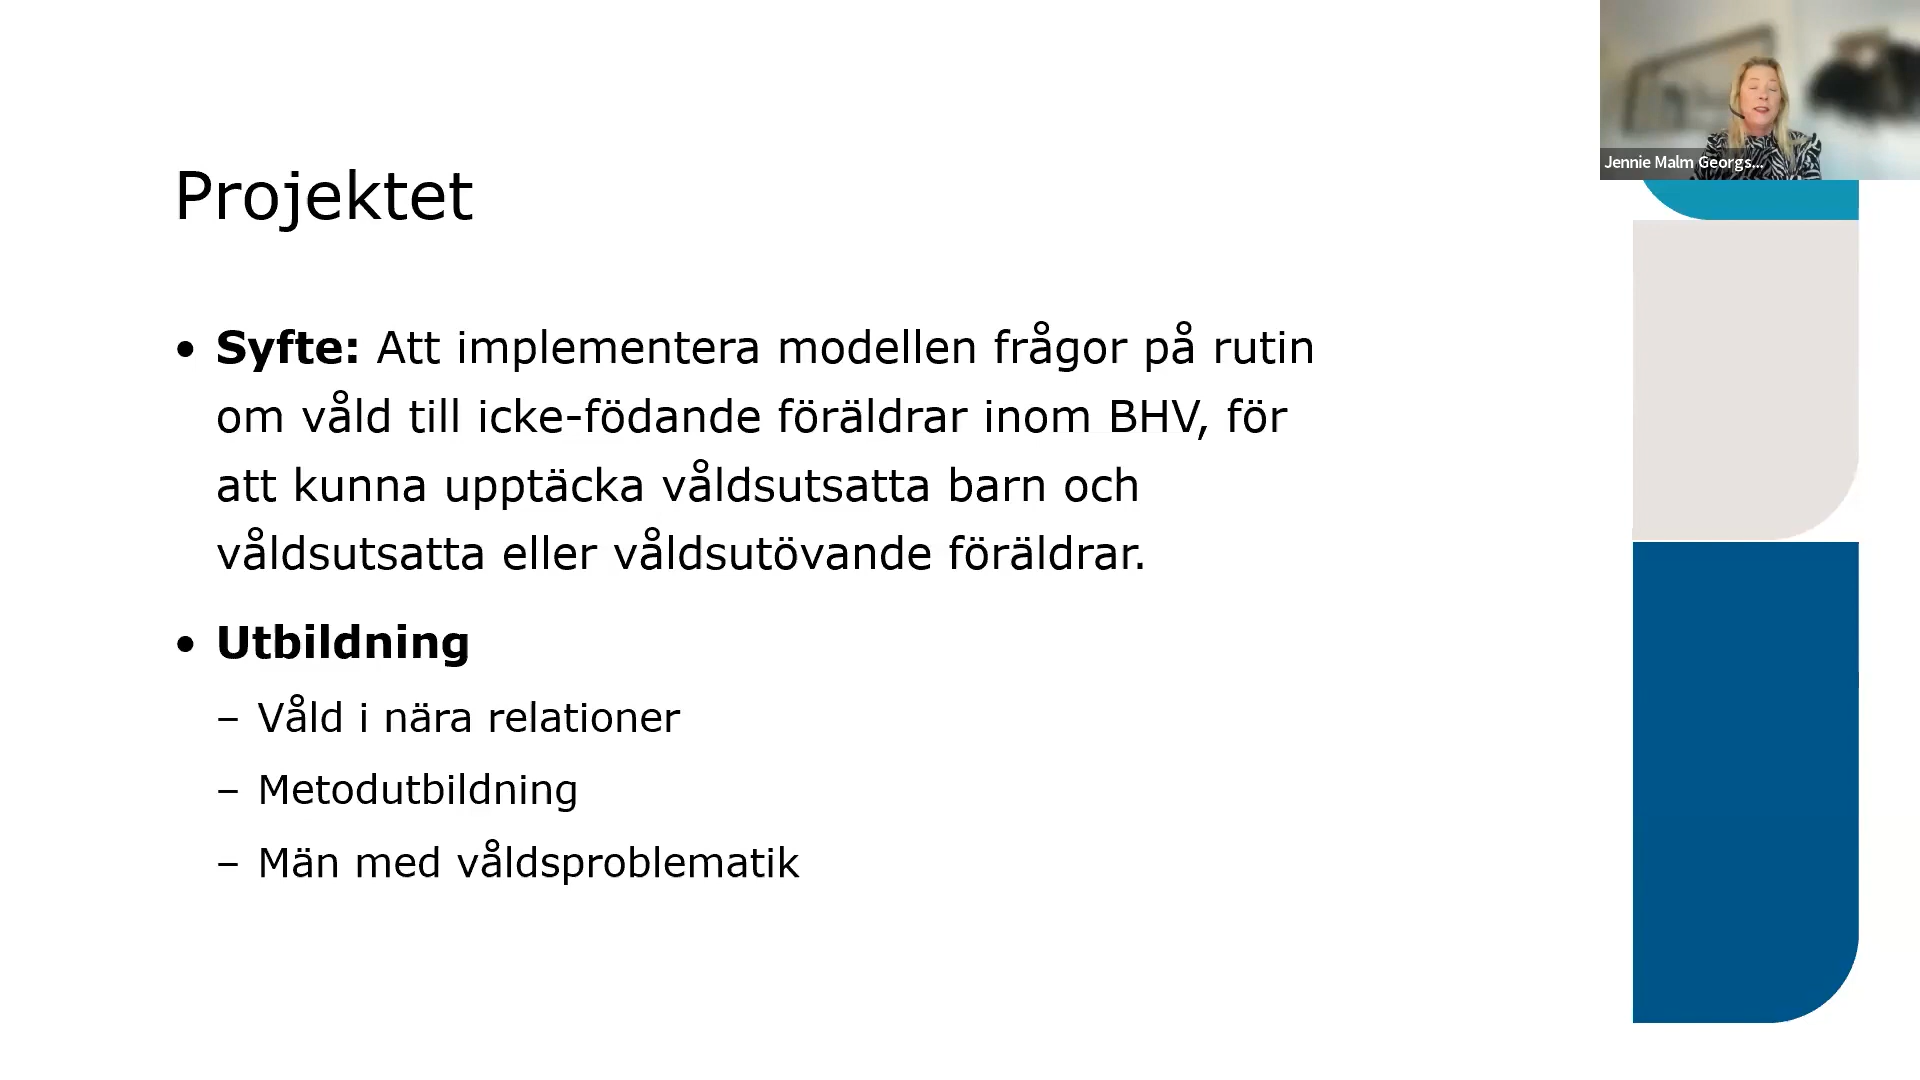 Jennie Malm Georgs...
Projektet
• Syfte: Att implementera modellen frågor på rutin
om våld till icke-födande föräldrar inom BHV, för
att kunna upptäcka våldsutsatta barn och
våldsutsatta eller våldsutövande föräldrar.
• Utbildning
– Våld i nära relationer
– Metodutbildning
– Män med våldsproblematik